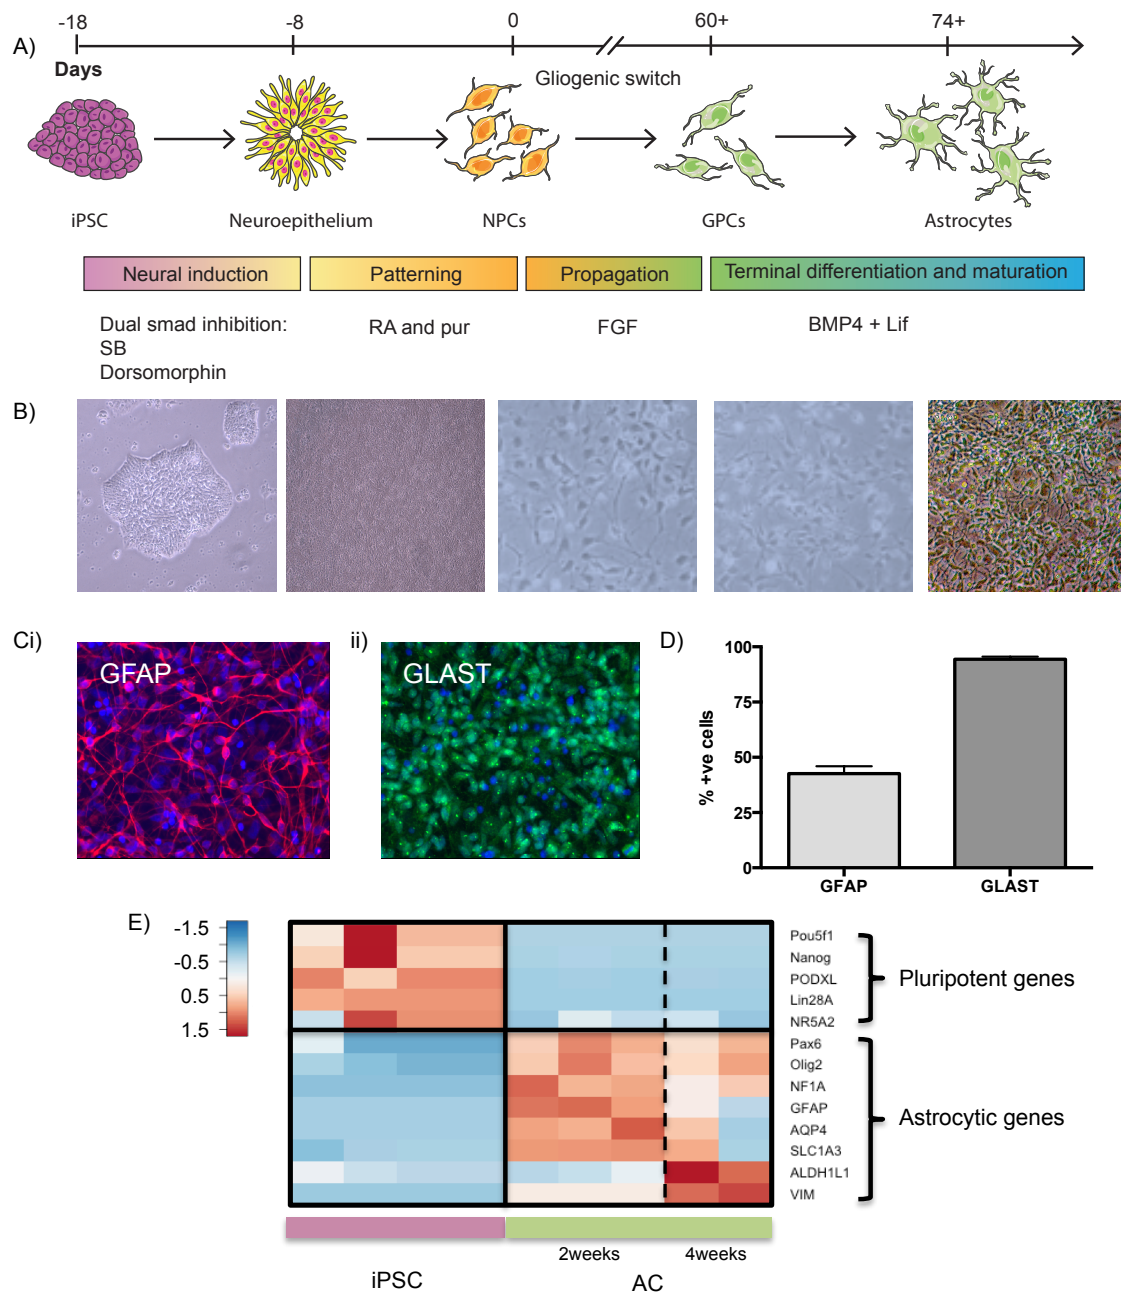 -18
-8
0
60+
74+
A)
Days
Gliogenic switch
iPSC
Neuroepithelium
NPCs
GPCs
Astrocytes
Neural induction
Patterning
Propagation
Terminal differentiation and maturation
Dual smad inhibition:
SB
Dorsomorphin
RA and pur
FGF
BMP4 + Lif
B)
Ci)
GFAP
ii)
GLAST
D)
% +ve cells
100
75
50
25
0
GFAP
GLAST
E)
-1.5
-0.5
0.5
1.5
Pou5f1
Nanog
PODXL
Lin28A
NR5A2
Pluripotent genes
Pax6
Olig2
NF1A
GFAP
AQP4
SLC1A3
ALDH1L1
VIM
Astrocytic genes
2weeks
4weeks
iPSC
AC